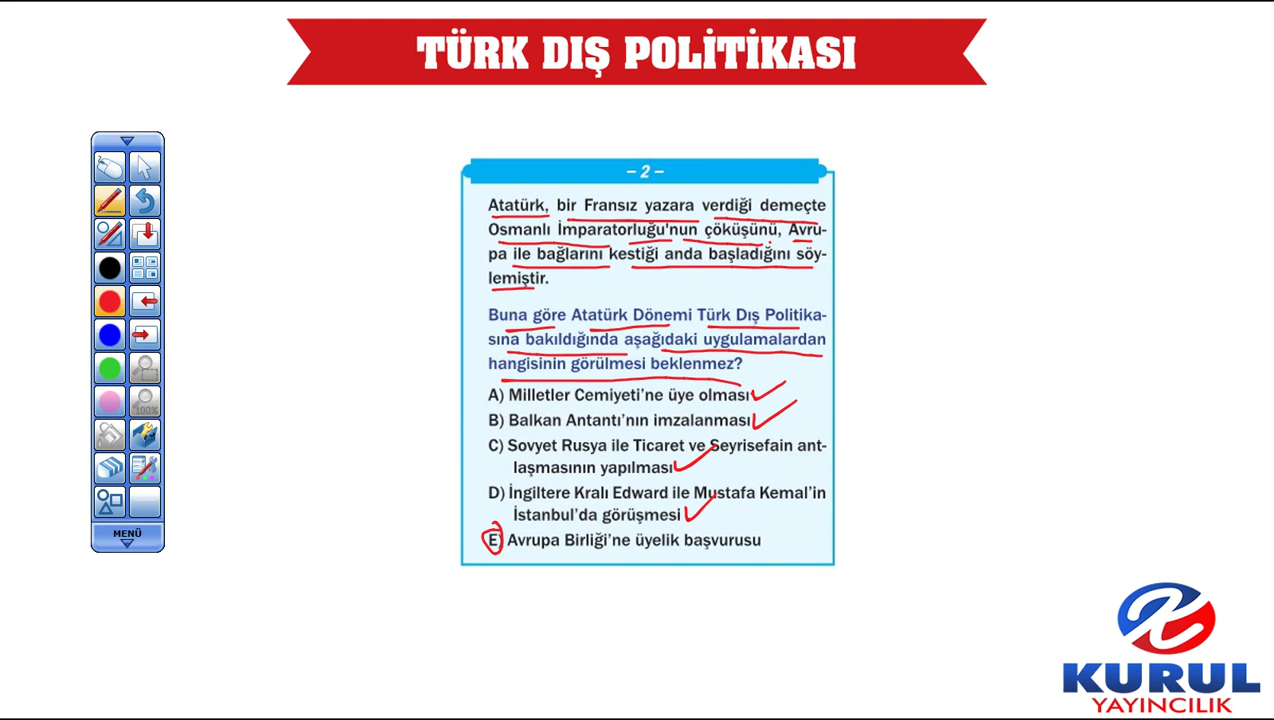 TÜRK DIŞ POLİTİKASI
– 2 –
Atatürk, bir Fransız yazara verdiği demeçte
Osmanlı İmparatorluğu'nun çöküşünü, Avru-
pa ile bağlarını kestiği anda başladığını söy-
lemiştir.
Buna göre Atatürk Dönemi Türk Dış Politika-
sına bakıldığında aşağıdaki uygulamalardan
hangisinin görülmesi beklenmez?
A) Milletler Cemiyeti'ne üye olması
B) Balkan Antantı'nın imzalanması
C) Sovyet Rusya ile Ticaret ve Seyrisefain ant-
laşmasının yapılması
D) İngiltere Kralı Edward ile Mustafa Kemal'in
İstanbul'da görüşmesi
E) Avrupa Birliği'ne üyelik başvurusu
100%
MENÜ
KURUL
YAYINCILIK